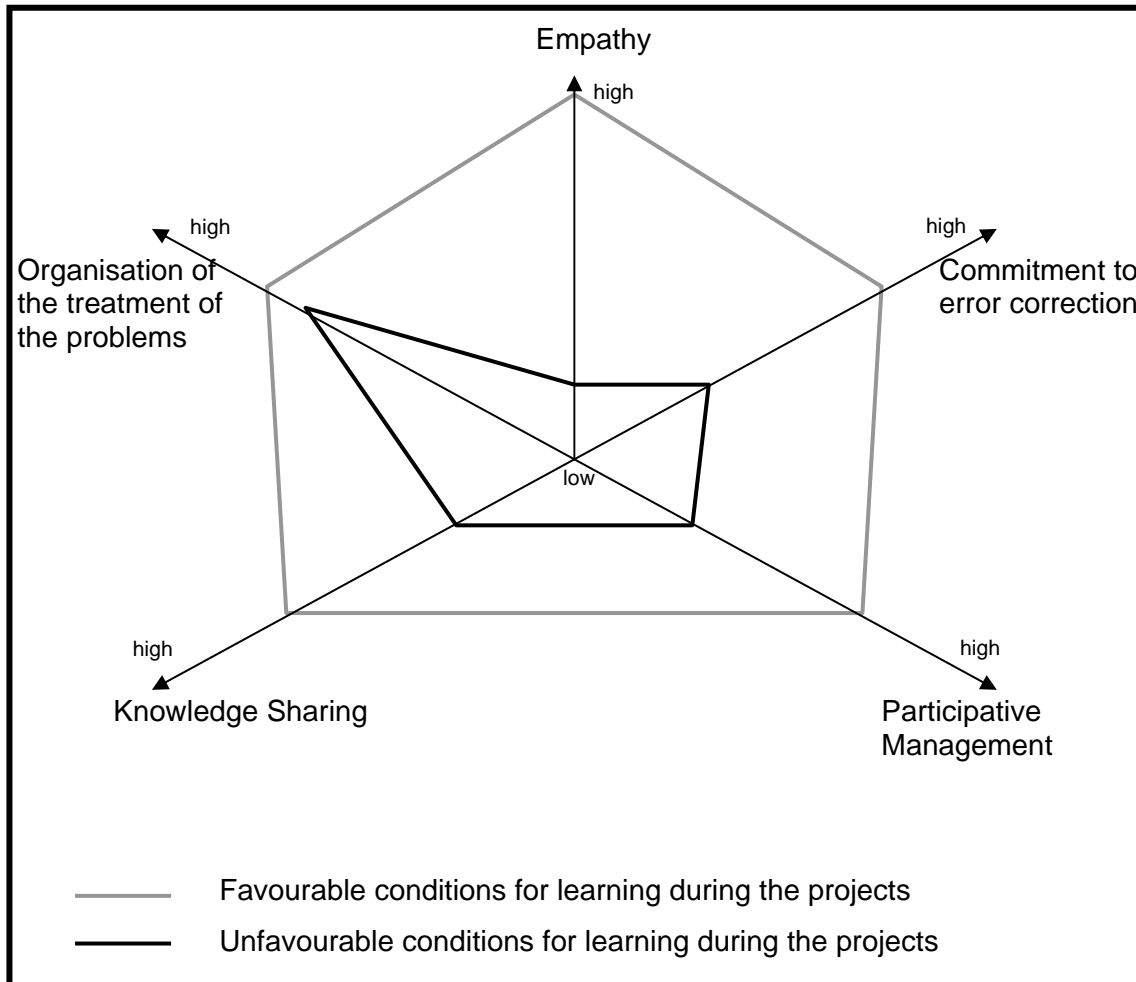 Empathy
high
high
high
Organisation of
the treatment of
the problems
Commitment to
error correction
low
high
high
Knowledge Sharing
Participative
Management
Favourable conditions for learning during the projects
Unfavourable conditions for learning during the projects